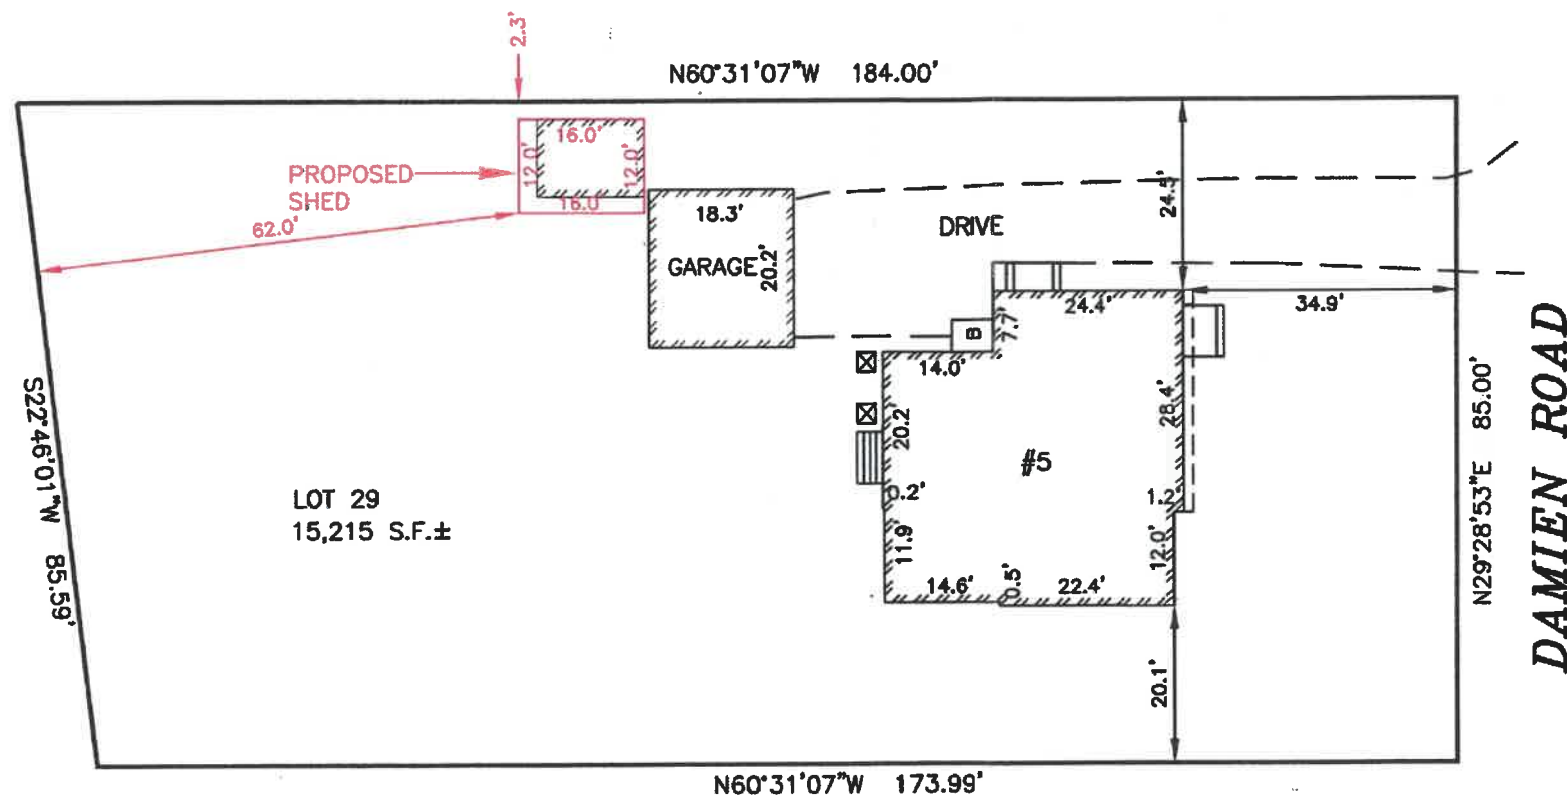 2.3'
N60°31'07"W 184.00'
16.0'
12.0'
12.0'
16.0'
PROPOSED
SHED
62.0'
18.3'
GARAGE
20.2'
DRIVE
24.5'
24.4'
34.9'
7.7'
14.0'
20.2'
28.4'
#5
0.2'
1.2'
11.9'
12.0'
14.6'
0.5'
22.4'
20.1'
S22°46'01"W 85.59'
LOT 29
15,215 S.F.±
N29°28'53"E 85.00'
DAMIEN ROAD
N60°31'07"W 173.99'